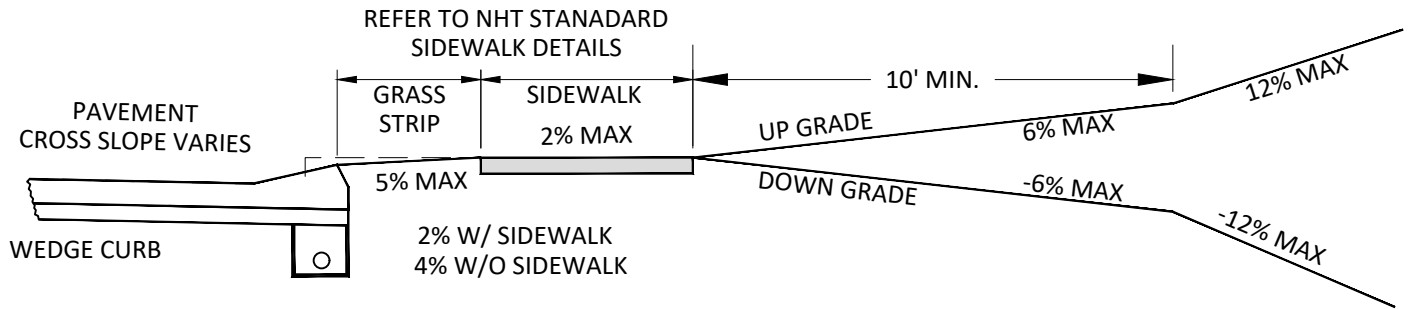 REFER TO NHT STANADARD
SIDEWALK DETAILS
PAVEMENT
CROSS SLOPE VARIES
GRASS
STRIP
SIDEWALK
2% MAX
10' MIN.
UP GRADE
6% MAX
12% MAX
5% MAX
DOWN GRADE
-6% MAX
-12% MAX
WEDGE CURB
2% W/ SIDEWALK
4% W/O SIDEWALK